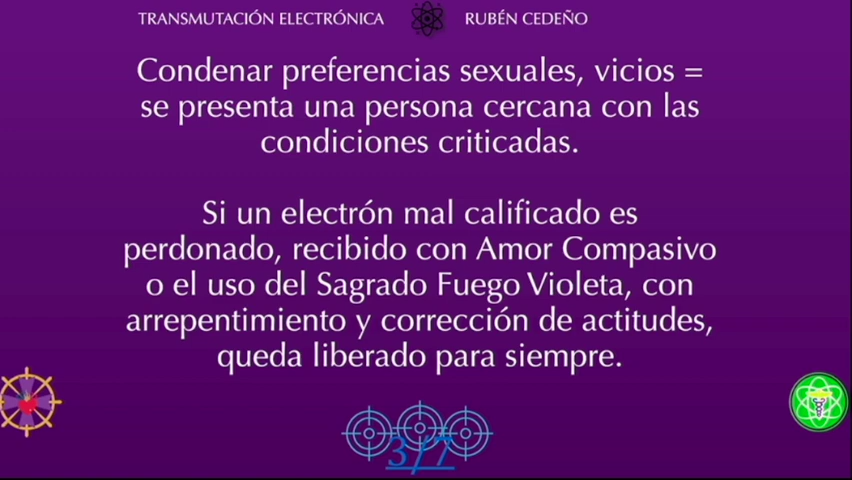 TRANSMUTACIÓN ELECTRÓNICA RUBÉN CEDEÑO
Condenar preferencias sexuales, vicios =
se presenta una persona cercana con las
condiciones criticadas.
Si un electrón mal calificado es
perdonado, recibido con Amor Compasivo
o el uso del Sagrado Fuego Violeta, con
arrepentimiento y corrección de actitudes,
queda liberado para siempre.
3/7